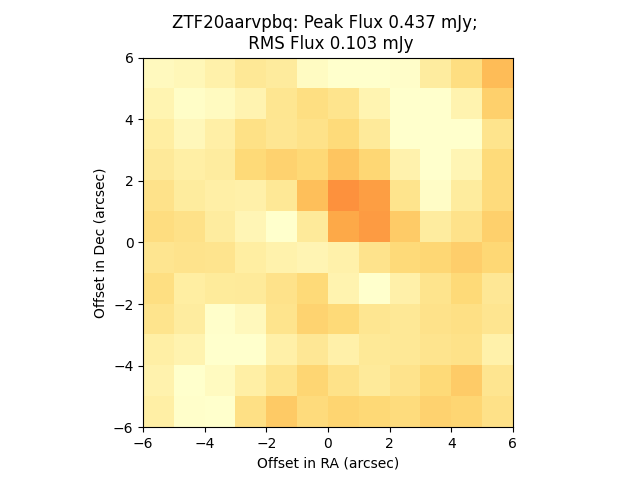 ZTF20aarvpbq: Peak Flux 0.437 mJy;
RMS Flux 0.103 mJy
6
4
2
0
−2
−4
−6
Offset in Dec (arcsec)
−6 −4 −2 0 2 4 6
Offset in RA (arcsec)